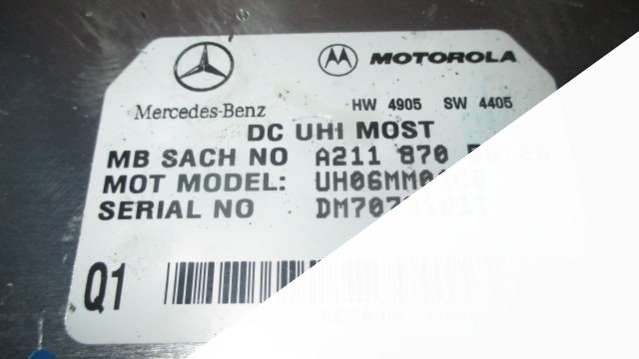 MOTOROLA
Mercedes-Benz
HW 4905 SW 4405
DC UHI MOST
MB SACH NO A211 870
MOT MODEL:
SERIAL NO
Q1